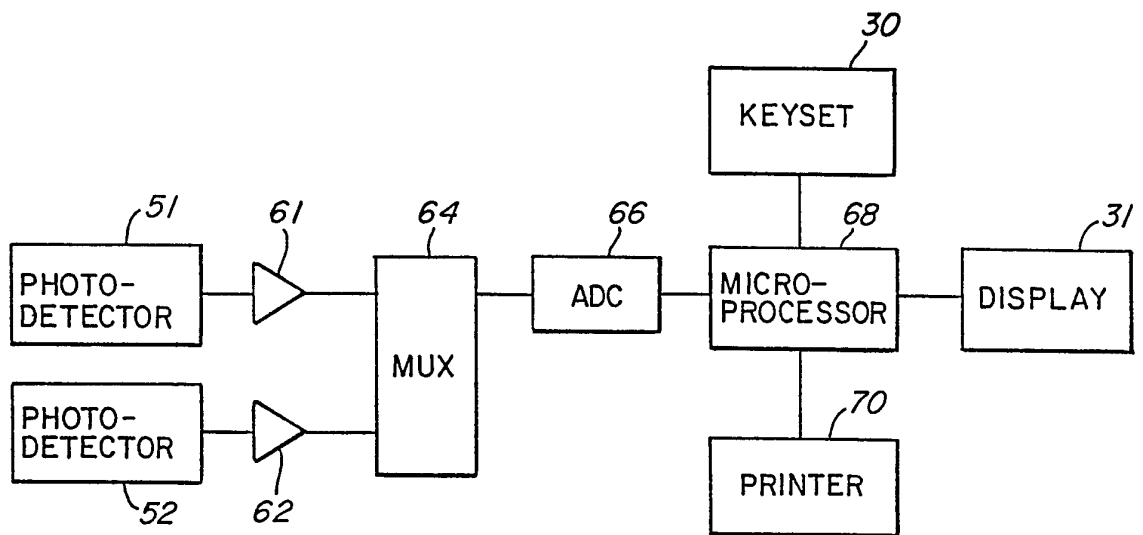 30
KEYSET
51
61
64
66
68
31
PHOTO-
DETECTOR
MUX
ADC
MICRO-
PROCESSOR
DISPLAY
PHOTO-
DETECTOR
52
62
70
PRINTER